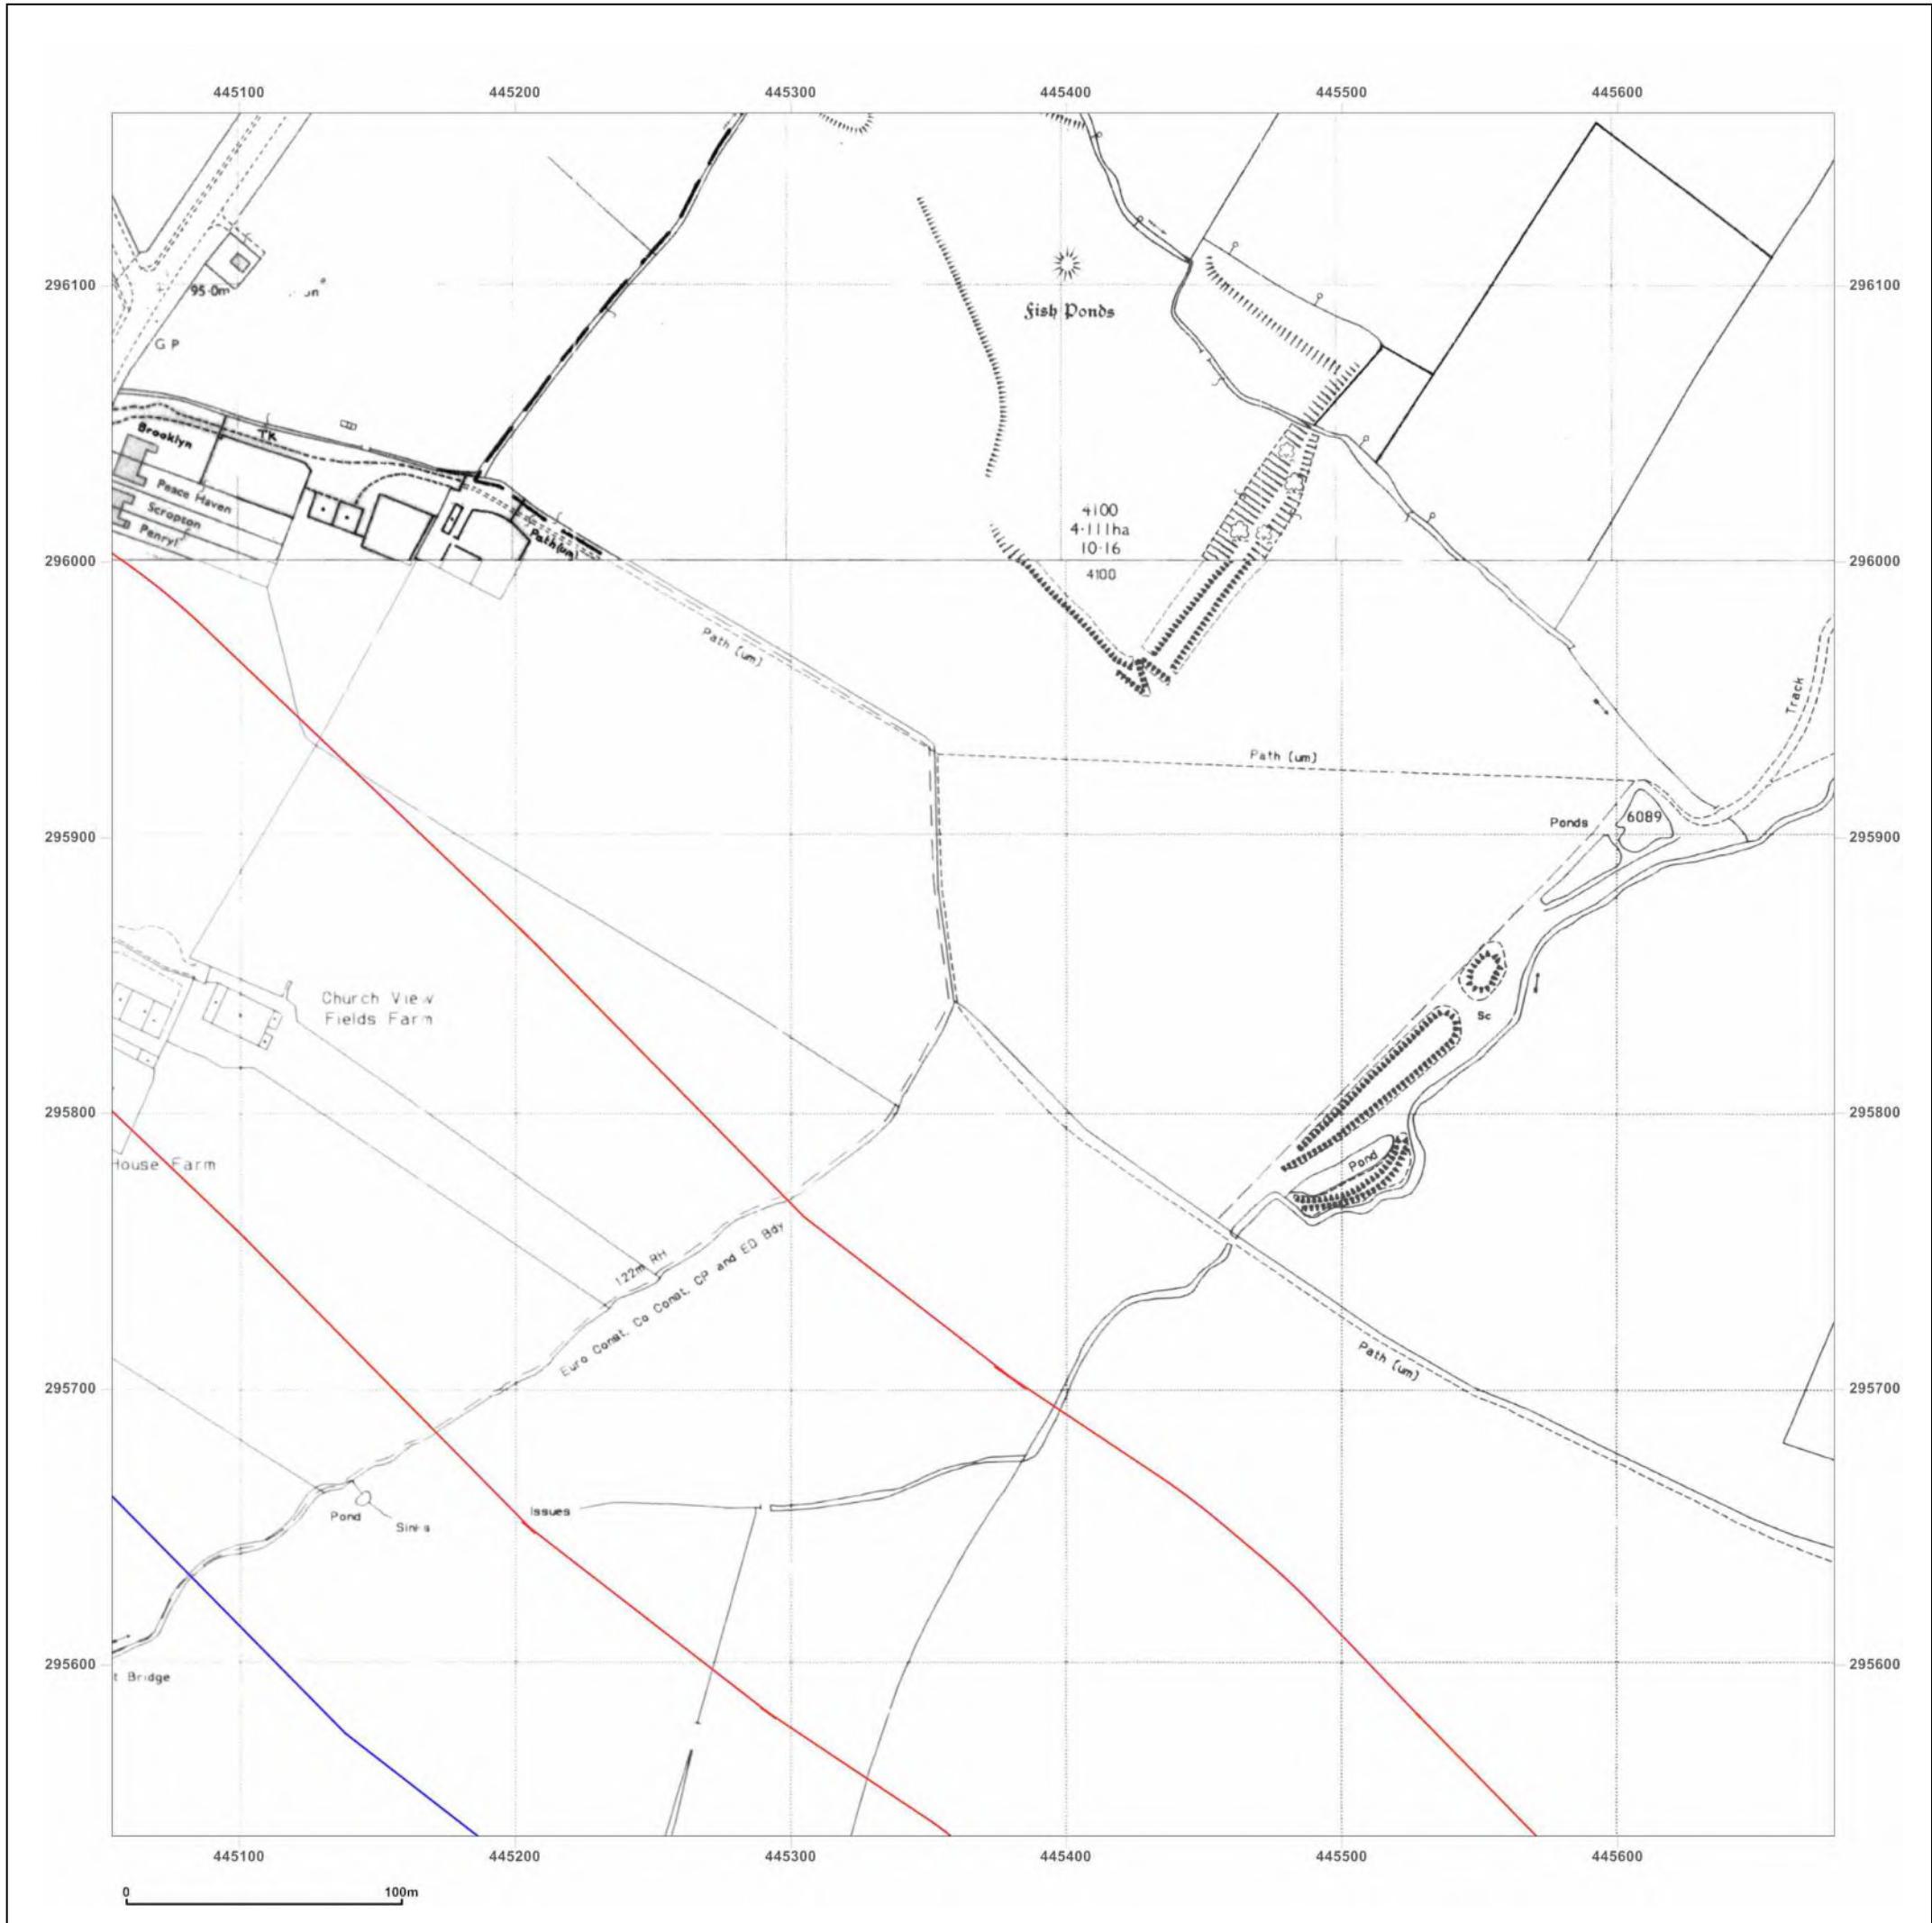 445100 445200 445300 445400 445500 445600
296100 296100
95.0m
Fish Ponds
G P
Brooklyn
TK
Peace Haven
Scropton
Penryl
Path(um)
4100
4.111ha
10.16
296000 296000
4100
Path (um)
Track
Path (um)
Ponds
6089
295900 295900
Church View
Fields Farm
Sc
295800 295800
House Farm
Pond
1.22m RH
Euro Const, Co Const, CP and ED Bdy
Path (um)
295700 295700
Issues
Pond
295600 295600
t Bridge
445100 445200 445300 445400 445500 445600
0 100m